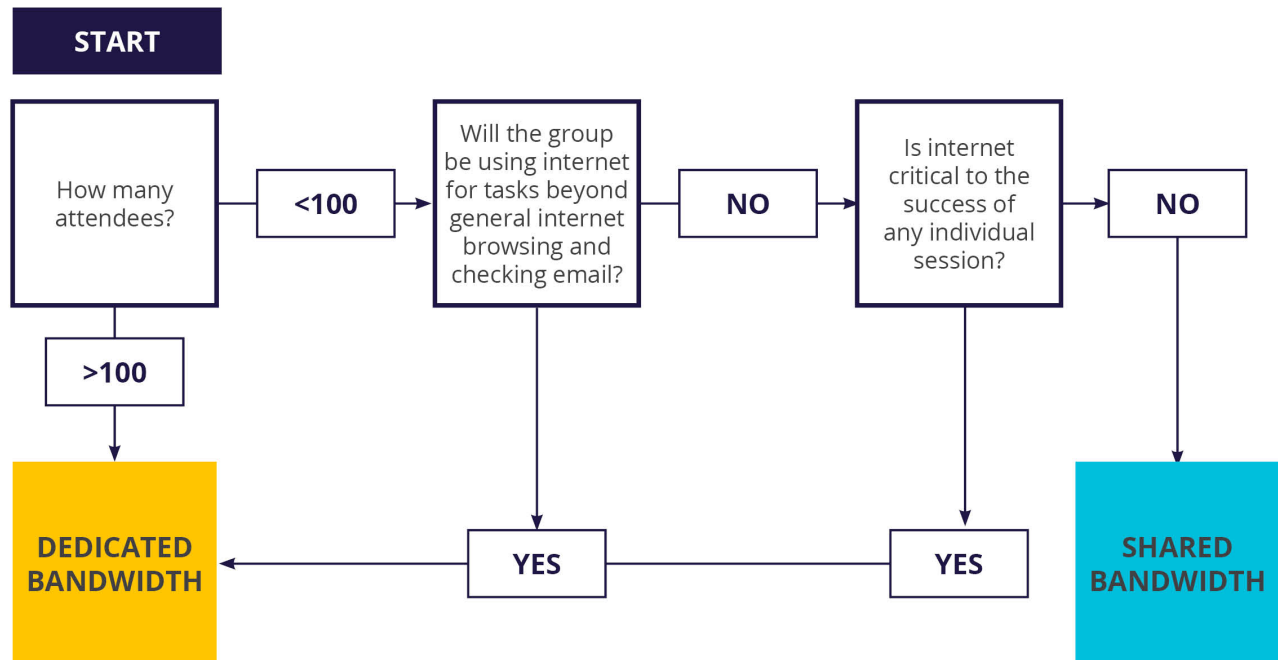 START
How many
attendees?
<100
Will the group
be using internet
for tasks beyond
general internet
browsing and
checking email?
NO
Is internet
critical to the
success of
any individual
session?
NO
>100
DEDICATED
BANDWIDTH
YES
YES
SHARED
BANDWIDTH